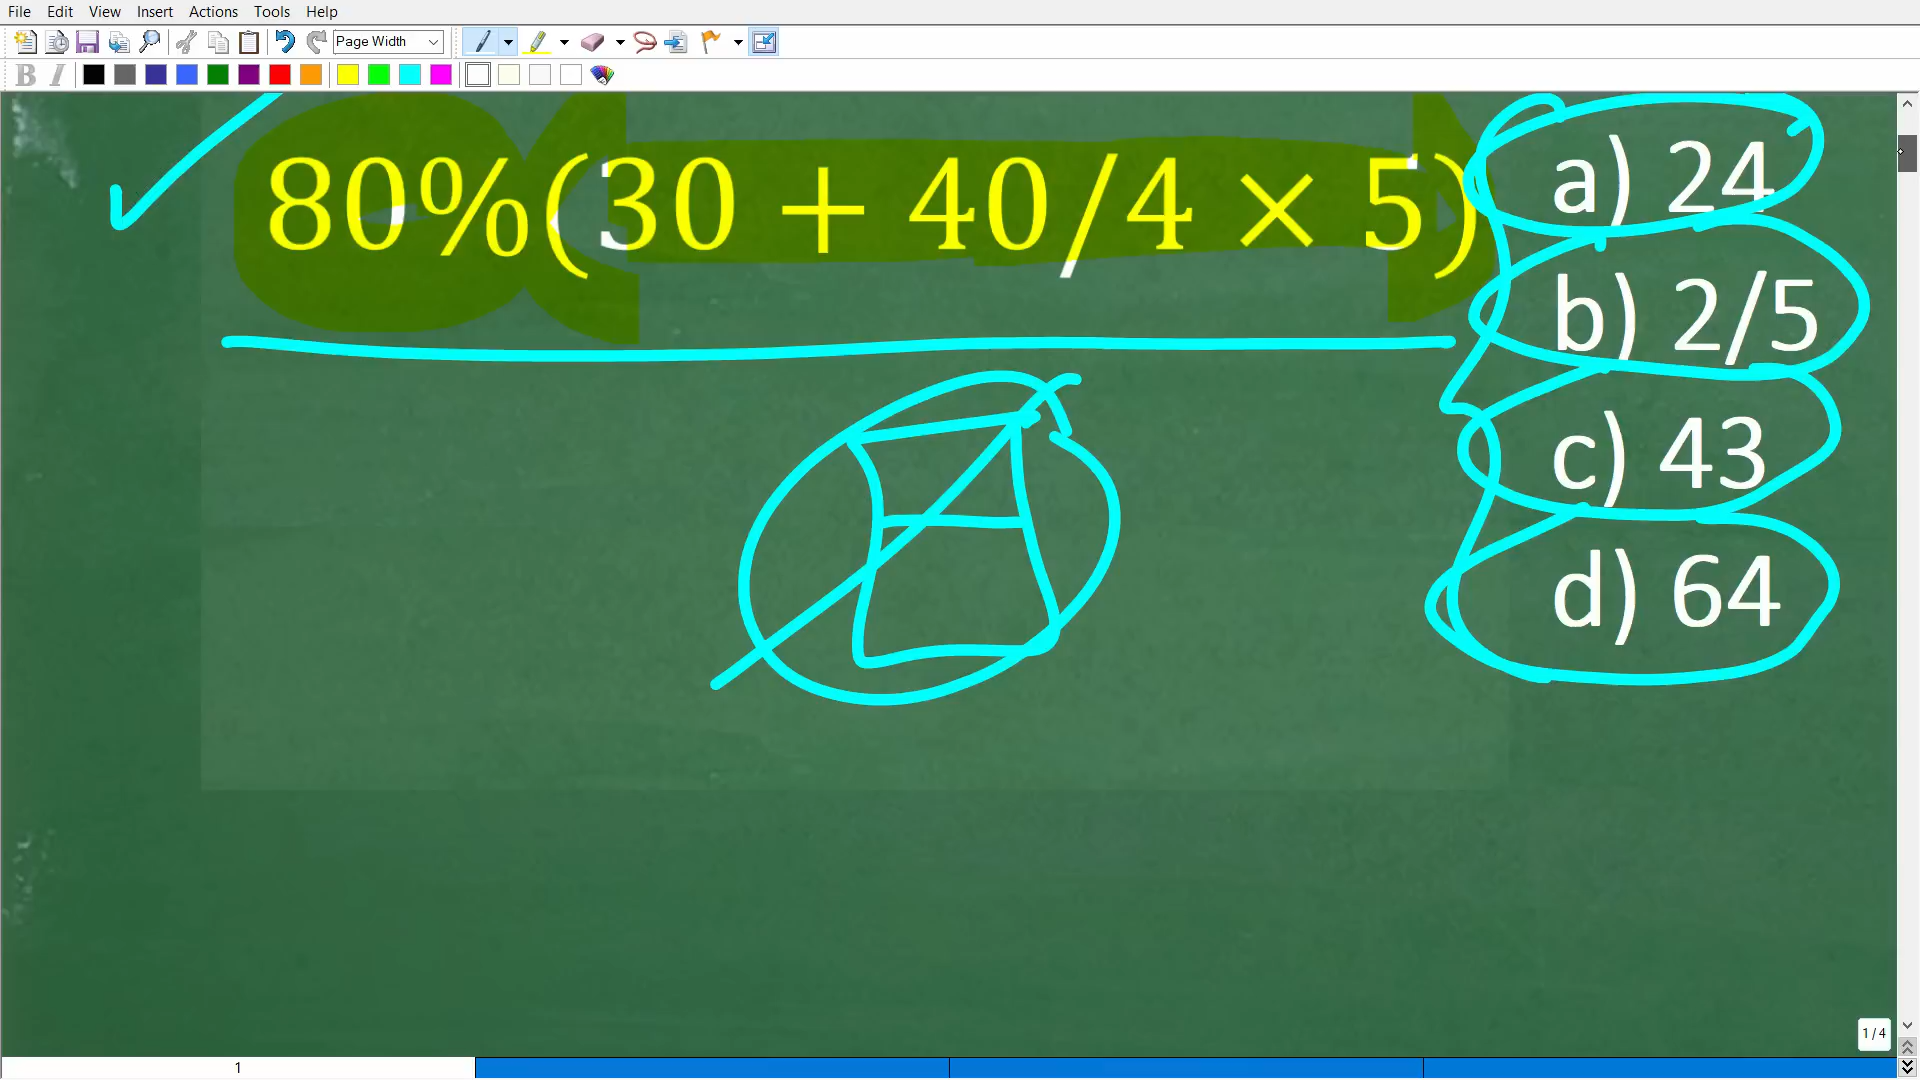 File Edit View Insert Actions Tools Help
Page Width
B I
80%(30 + 40/4 × 5)
a) 24
b) 2/5
c) 43
d) 64
1 / 4
1